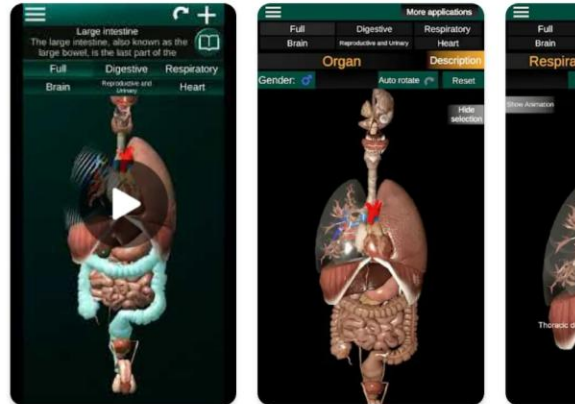 Large intestine
The large intestine, also known as the
large bowel, is the last part of the
Full Digestive Respiratory
Brain Reproductive and Urinary Heart
More applications
Full Digestive Respiratory
Brain Reproductive and Urinary Heart
Organ Description
Gender: Auto rotate Reset
Hide
selection
Full
Brain
Respira
Show Animation
Thoracic d